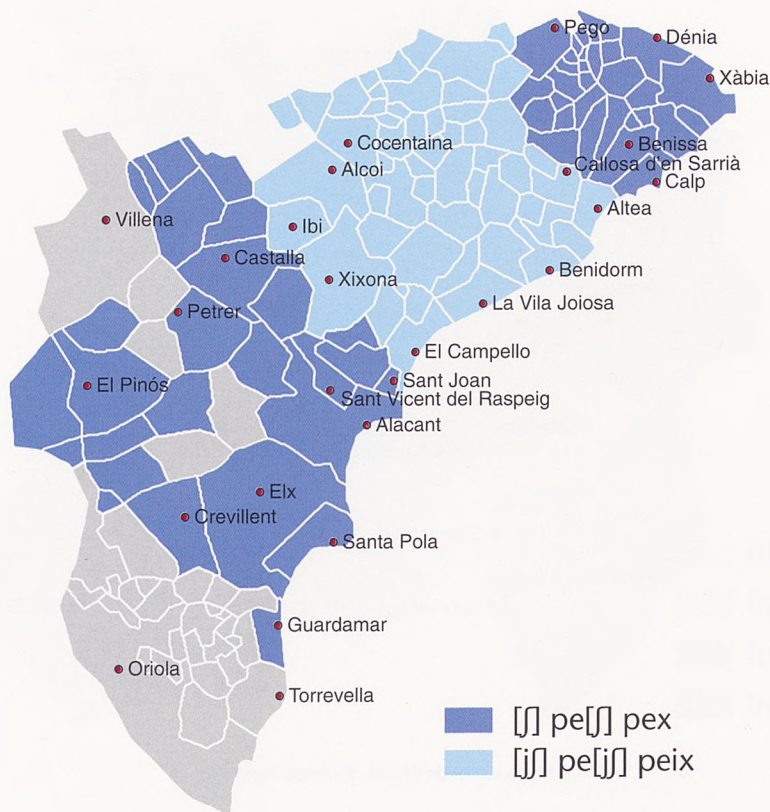 Pego
Dénia
Xàbia
Cocentaina
Benissa
Alcoi
Callosa d'en Sarrià
Calp
Altea
Villena
Ibi
Castalla
Benidorm
Xixona
La Vila Joiosa
Petrer
El Campello
El Pinós
Sant Joan
Sant Vicent del Raspeig
Alacant
Elx
Crevillent
Santa Pola
Guardamar
Oriola
Torrevella
[ʃ] pe[ʃ] pex
[jʃ] pe[jʃ] peix